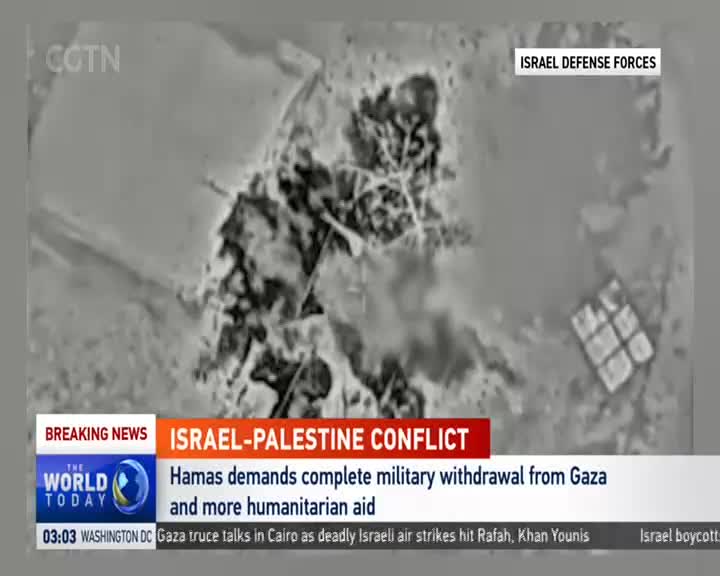 CGTN
ISRAEL DEFENSE FORCES
BREAKING NEWS
ISRAEL-PALESTINE CONFLICT
THE
WORLD
TODAY
Hamas demands complete military withdrawal from Gaza
and more humanitarian aid
03:03 WASHINGTON DC
Gaza truce talks in Cairo as deadly Israeli air strikes hit Rafah, Khan Younis
Israel boycott